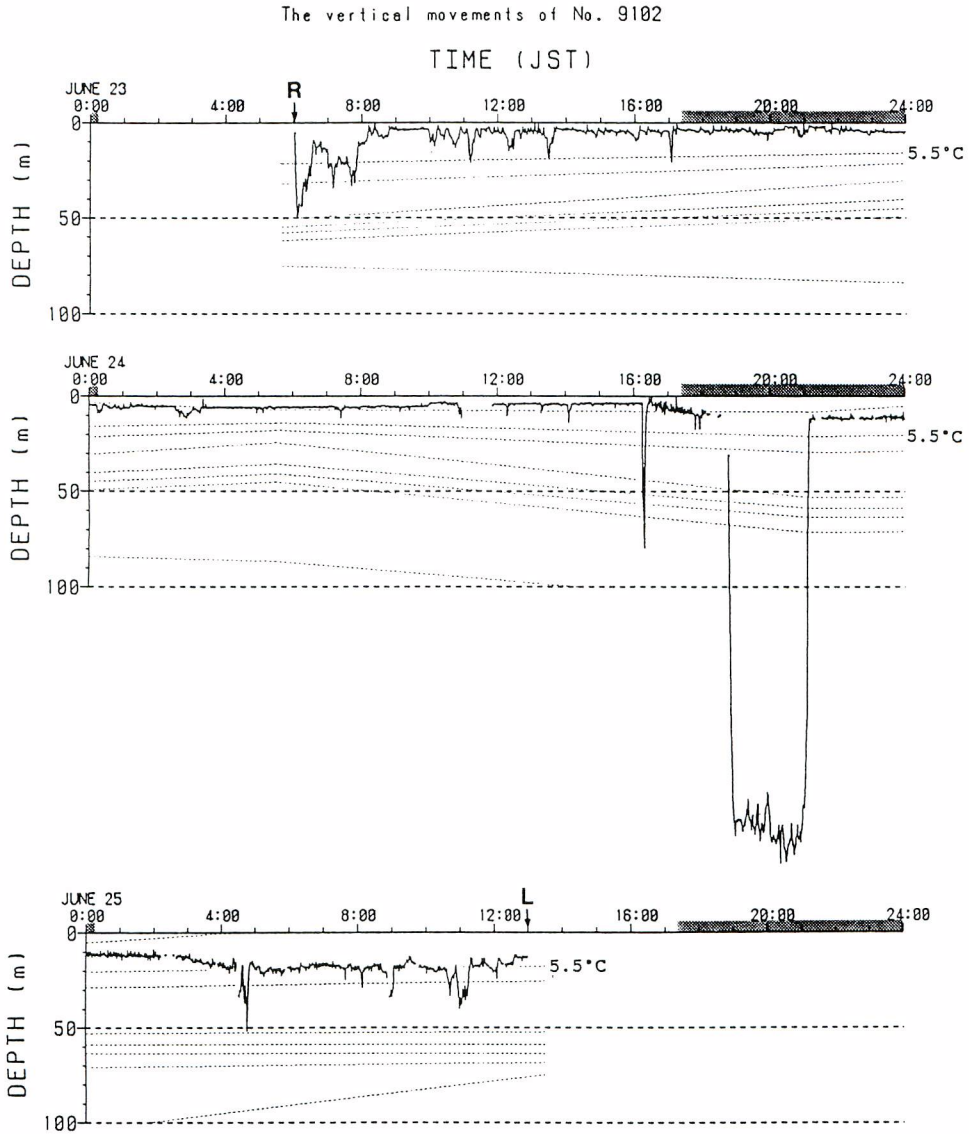 The vertical movements of No. 9102
TIME (JST)
JUNE 23
R
0:00 4:00 8:00 12:00 16:00 20:00 24:00
0
5.5°C
50
100
DEPTH (m)
JUNE 24
0:00 4:00 8:00 12:00 16:00 20:00 24:00
0
5.5°C
50
100
DEPTH (m)
JUNE 25
L
0:00 4:00 8:00 12:00 16:00 20:00 24:00
0
5.5°C
50
100
DEPTH (m)